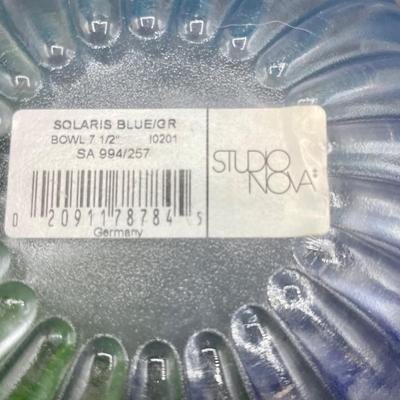 SOLARIS BLUE/GR
BOWL 7 1/2" I0201
SA 994/257
0 20911 78784 5
Germany
STUDIO
NOVA‡